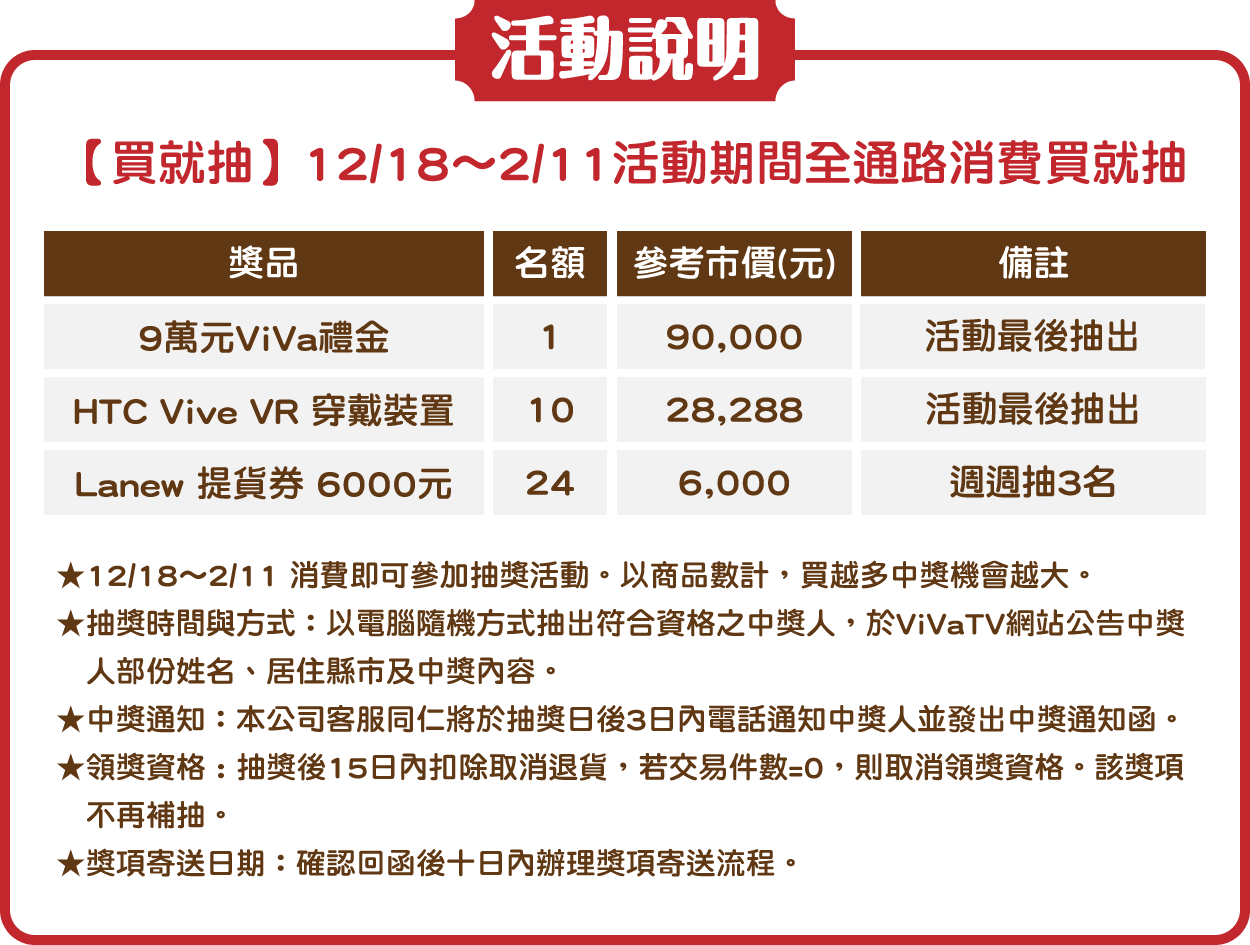 活動說明
【買就抽】12/18～2/11活動期間全通路消費買就抽
獎品 名額 參考市價(元) 備註
9萬元ViVa禮金 1 90,000 活動最後抽出
HTC Vive VR 穿戴裝置 10 28,288 活動最後抽出
Lanew 提貨券 6000元 24 6,000 週週抽3名
★12/18～2/11 消費即可參加抽獎活動。以商品數計，買越多中獎機會越大。
★抽獎時間與方式：以電腦隨機方式抽出符合資格之中獎人，於ViVaTV網站公告中獎
人部份姓名、居住縣市及中獎內容。
★中獎通知：本公司客服同仁將於抽獎日後3日內電話通知中獎人並發出中獎通知函。
★領獎資格：抽獎後15日內扣除取消退貨，若交易件數=0，則取消領獎資格。該獎項
不再補抽。
★獎項寄送日期：確認回函後十日內辦理獎項寄送流程。